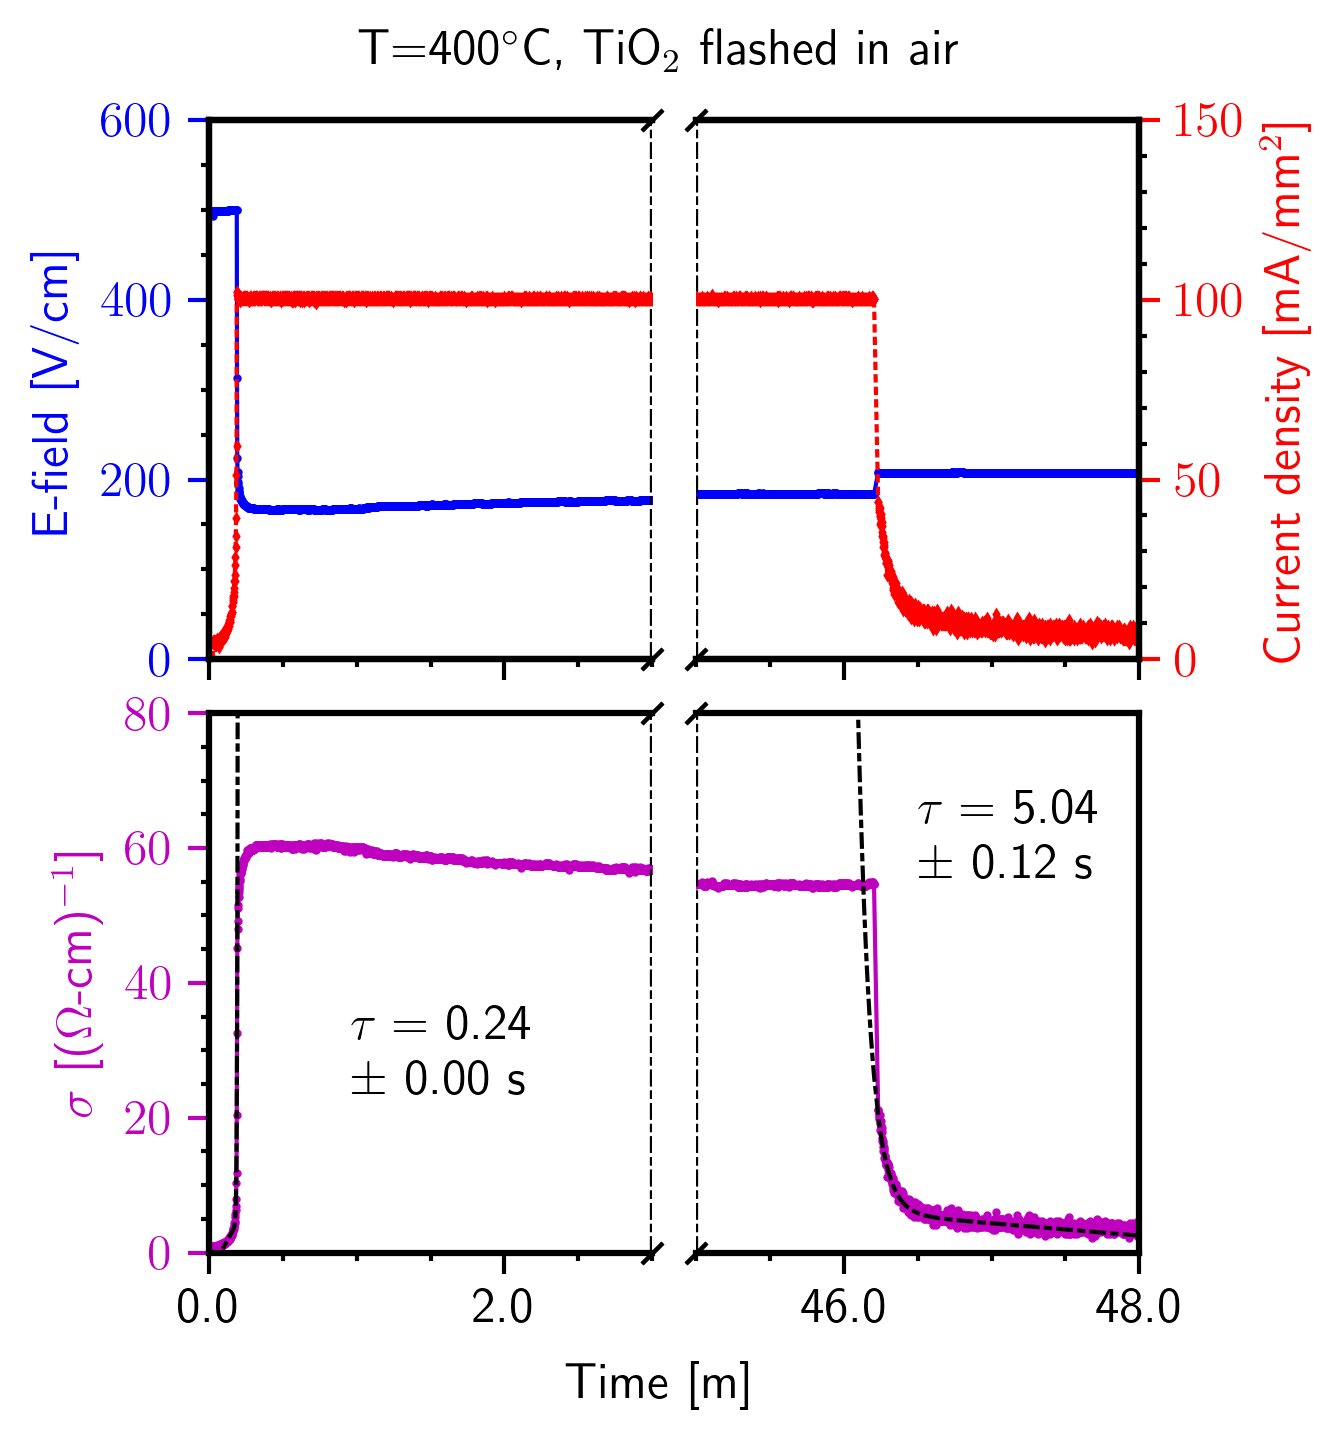 T=400°C, TiO₂ flashed in air
600
400
200
0
E-field [V/cm]
150
100
50
0
Current density [mA/mm²]
80
60
40
20
0
σ [(Ω-cm)⁻¹]
τ = 0.24
± 0.00 s
τ = 5.04
± 0.12 s
0.0
2.0
46.0
48.0
Time [m]